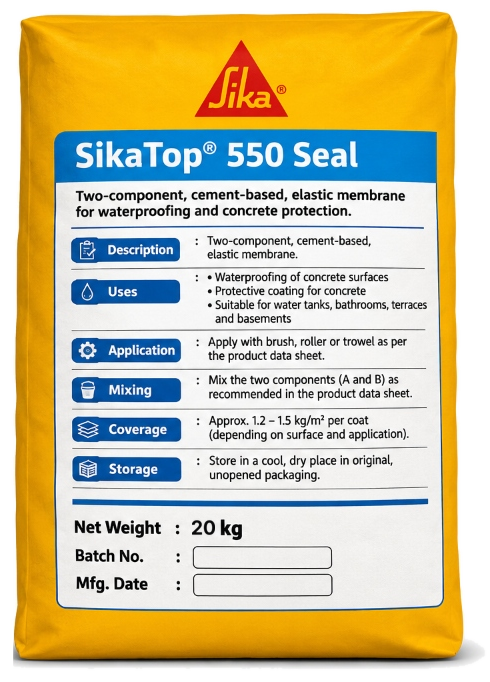 Sika®
SikaTop® 550 Seal
Two-component, cement-based, elastic membrane
for waterproofing and concrete protection.
Description : Two-component, cement-based,
elastic membrane.
Uses : • Waterproofing of concrete surfaces
• Protective coating for concrete
• Suitable for water tanks, bathrooms, terraces
and basements
Application : Apply with brush, roller or trowel as per
the product data sheet.
Mixing : Mix the two components (A and B) as
recommended in the product data sheet.
Coverage : Approx. 1.2 – 1.5 kg/m² per coat
(depending on surface and application).
Storage : Store in a cool, dry place in original,
unopened packaging.
Net Weight : 20 kg
Batch No. :
Mfg. Date :